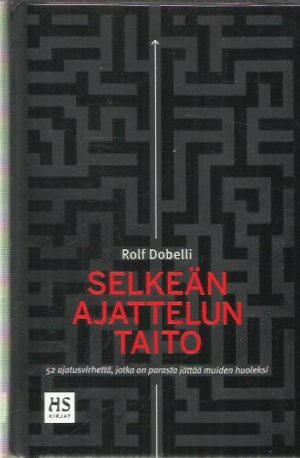 Rolf Dobelli
SELKEÄN
AJATTELUN
TAITO
52 ajatusvirhettä, jotka on parasta jättää muiden huoleksi
HS
KIRJAT